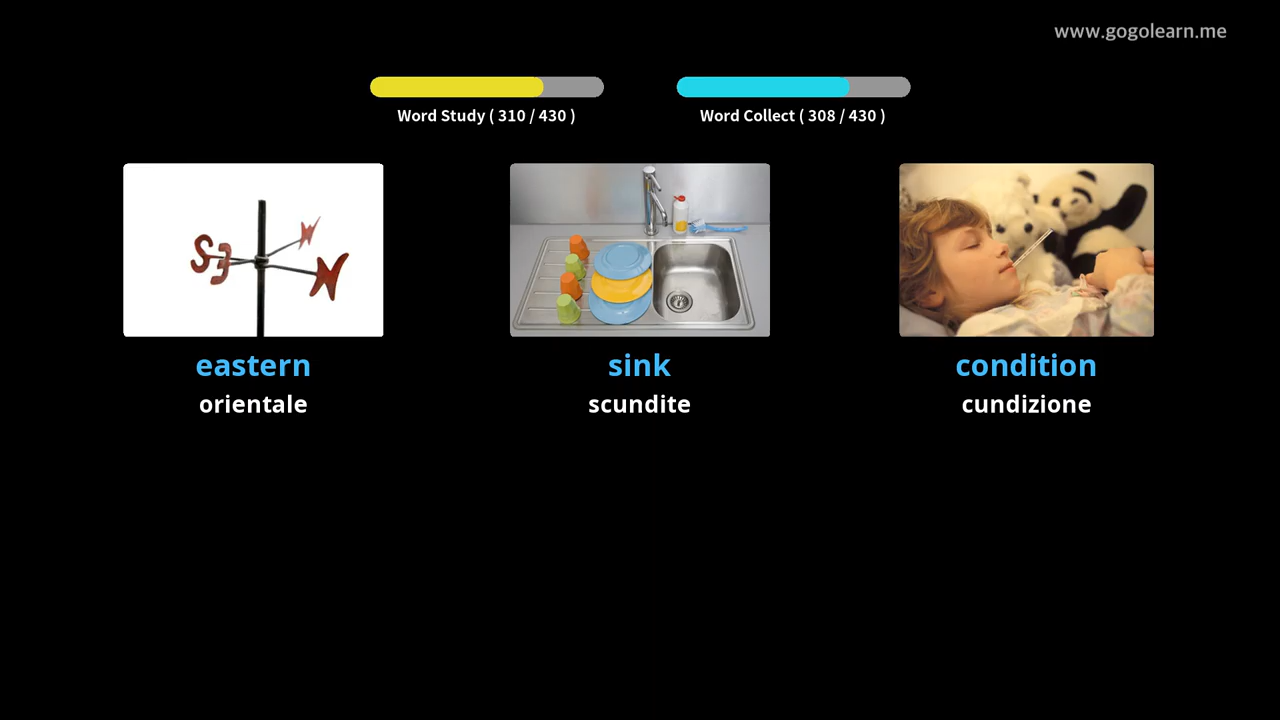 www.gogolearn.me
Word Study ( 310 / 430 )
Word Collect ( 308 / 430 )
S E N W
eastern
sink
condition
orientale
scundite
cundizione